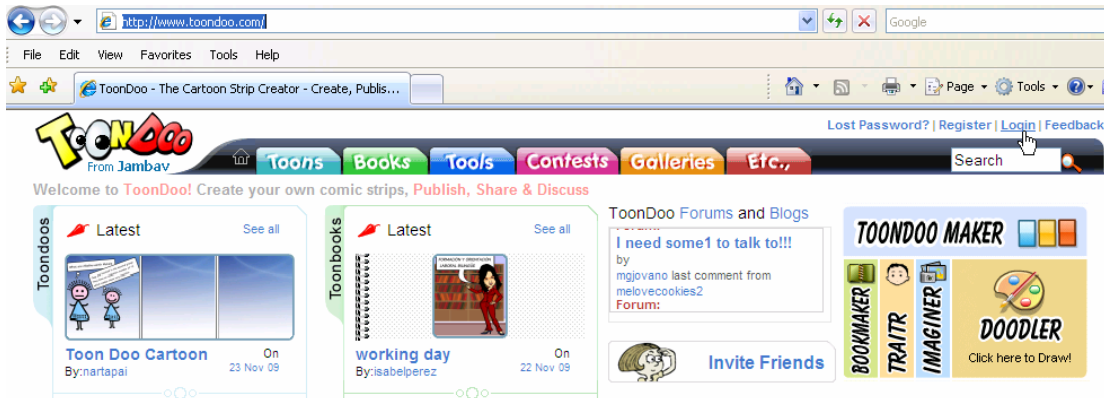 http://www.toondoo.com/
Google
File Edit View Favorites Tools Help
ToonDoo - The Cartoon Strip Creator - Create, Publis...
Page Tools
Lost Password? | Register | Login | Feedback
TOONDOO
From Jambav
Toons Books Tools Contests Galleries Etc.,
Search
Welcome to ToonDoo! Create your own comic strips, Publish, Share & Discuss
Toondoos
Latest See all
Toon Doo Cartoon On
By:nartapai 23 Nov 09
Toonbooks
Latest See all
FORMACIÓN Y ORIENTACIÓN
LABORAL BILINGÜE
working day On
By:isabelperez 22 Nov 09
ToonDoo Forums and Blogs
Forum:
I need some1 to talk to!!!
by
mgjovano last comment from
melovecookies2
Forum:
Invite Friends
TOONDOO MAKER
BOOKMAKER
TRAITR
IMAGINER
DOODLER
Click here to Draw!